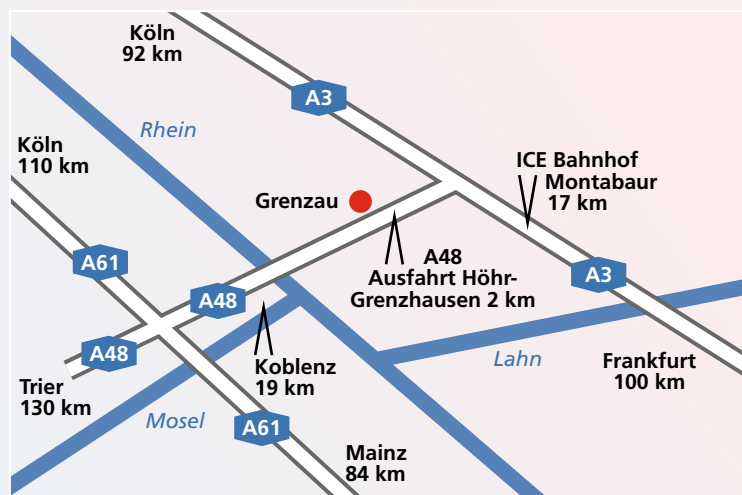 Köln
92 km
A3
Rhein
Köln
110 km
ICE Bahnhof
Montabaur
17 km
Grenzau
A48
Ausfahrt Höhr-
Grenzhausen 2 km
A61
A3
A48
A48
Koblenz
19 km
Lahn
Frankfurt
100 km
Trier
130 km
Mosel
A61
Mainz
84 km